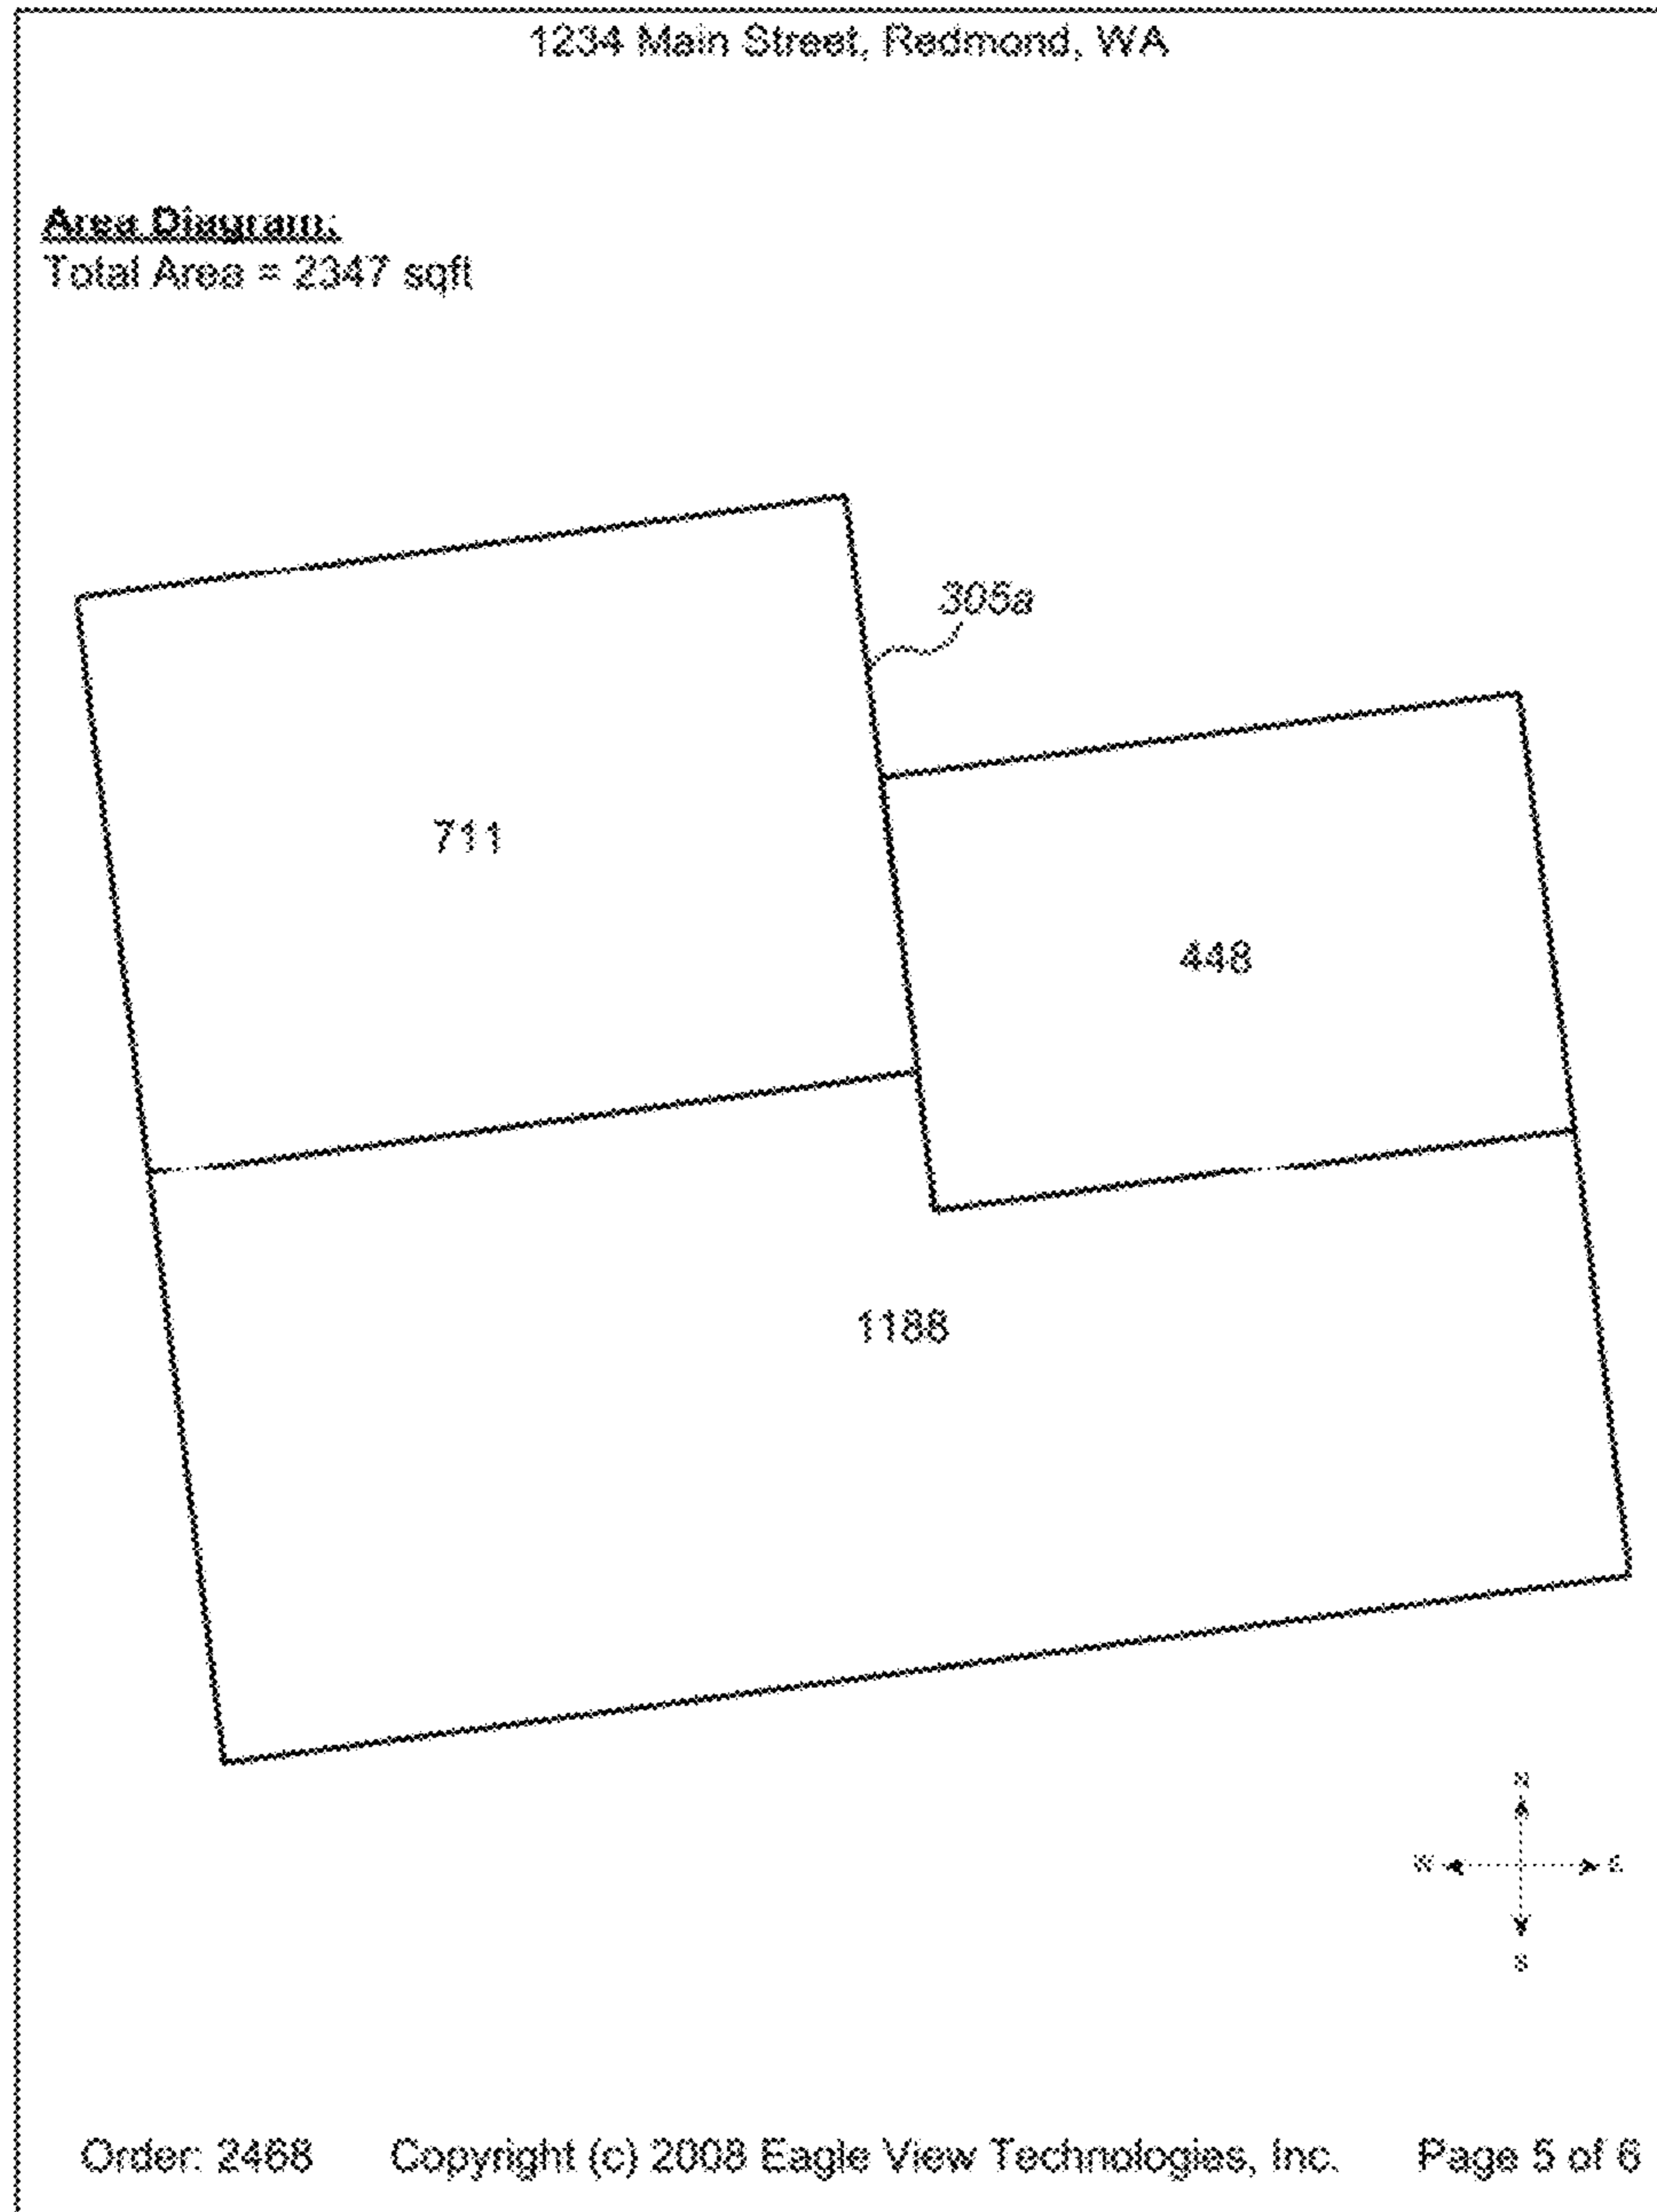 1234 Main Street, Redmond, WA
Area Diagram:
Total Area = 2347 sqft
305a
711
448
1188
N
W E
S
Order: 2468 Copyright (c) 2008 Eagle View Technologies, Inc. Page 5 of 6